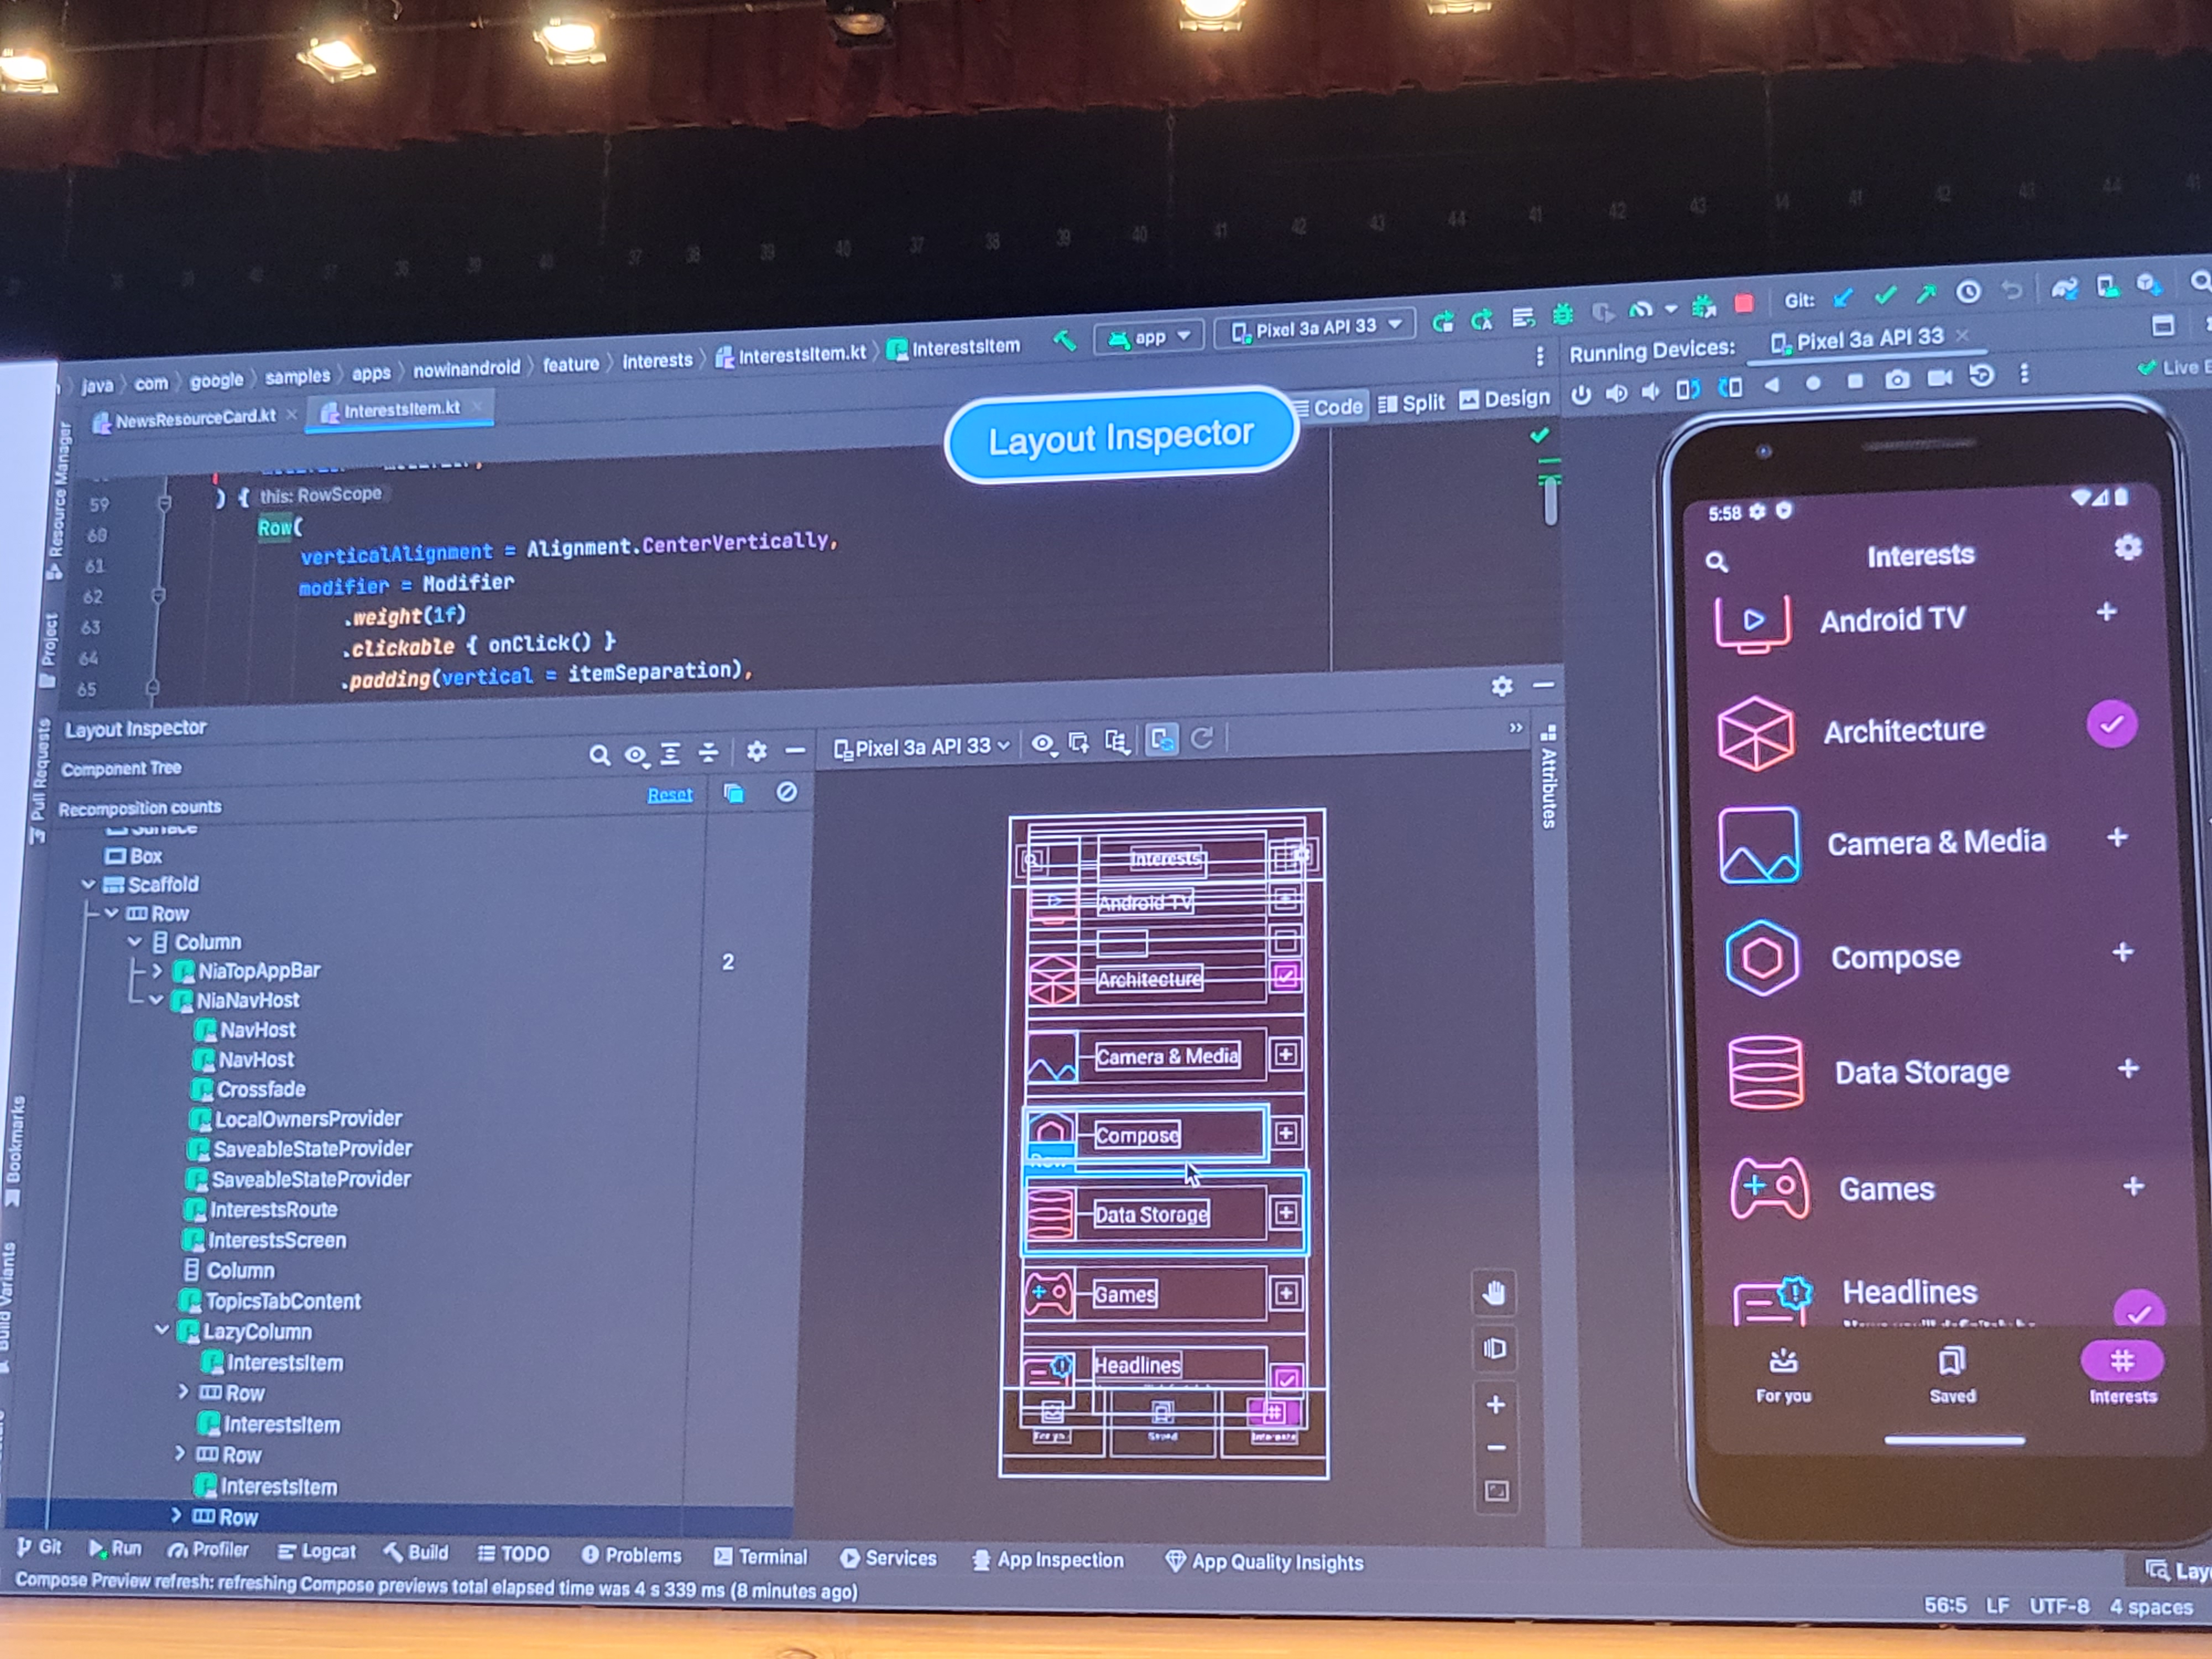 java
com
google
samples
apps
nowinandroid
feature
interests
InterestsItem.kt
InterestsItem
app
Pixel 3a API 33
Git:
NewsResourceCard.kt
InterestsItem.kt
Code
Split
Design
Running Devices:
Pixel 3a API 33
Live
Layout Inspector
59 ) { this: RowScope
60 Row(
61 verticalAlignment = Alignment.CenterVertically,
62 modifier = Modifier
63 .weight(1f)
64 .clickable { onClick() }
65 .padding(vertical = itemSeparation),
Resource Manager
Project
Pull Requests
Bookmarks
Build Variants
Layout Inspector
Component Tree
Recomposition counts
Reset
Surface
Box
Scaffold
Row
Column
NiaTopAppBar
2
NiaNavHost
NavHost
NavHost
Crossfade
LocalOwnersProvider
SaveableStateProvider
SaveableStateProvider
InterestsRoute
InterestsScreen
Column
TopicsTabContent
LazyColumn
InterestsItem
Row
InterestsItem
Row
InterestsItem
Row
Pixel 3a API 33
Attributes
Interests
Android TV
Architecture
Camera & Media
Compose
Row
Data Storage
Games
Headlines
For you
Saved
Interests
5:58
Interests
Android TV
Architecture
Camera & Media
Compose
Data Storage
Games
Headlines
For you
Saved
Interests
Git
Run
Profiler
Logcat
Build
TODO
Problems
Terminal
Services
App Inspection
App Quality Insights
Compose Preview refresh: refreshing Compose previews total elapsed time was 4 s 339 ms (8 minutes ago)
56:5
LF
UTF-8
4 spaces